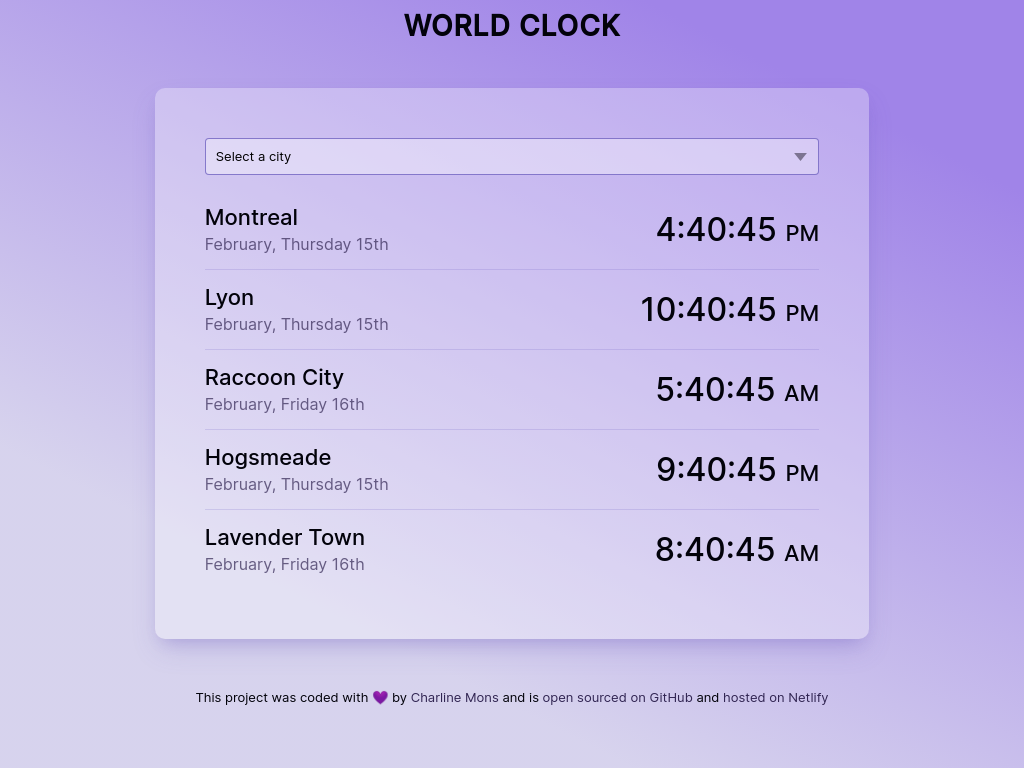 WORLD CLOCK
Select a city
Montreal
February, Thursday 15th
4:40:45 PM
Lyon
February, Thursday 15th
10:40:45 PM
Raccoon City
February, Friday 16th
5:40:45 AM
Hogsmeade
February, Thursday 15th
9:40:45 PM
Lavender Town
February, Friday 16th
8:40:45 AM
This project was coded with 💜 by Charline Mons and is open sourced on GitHub and hosted on Netlify